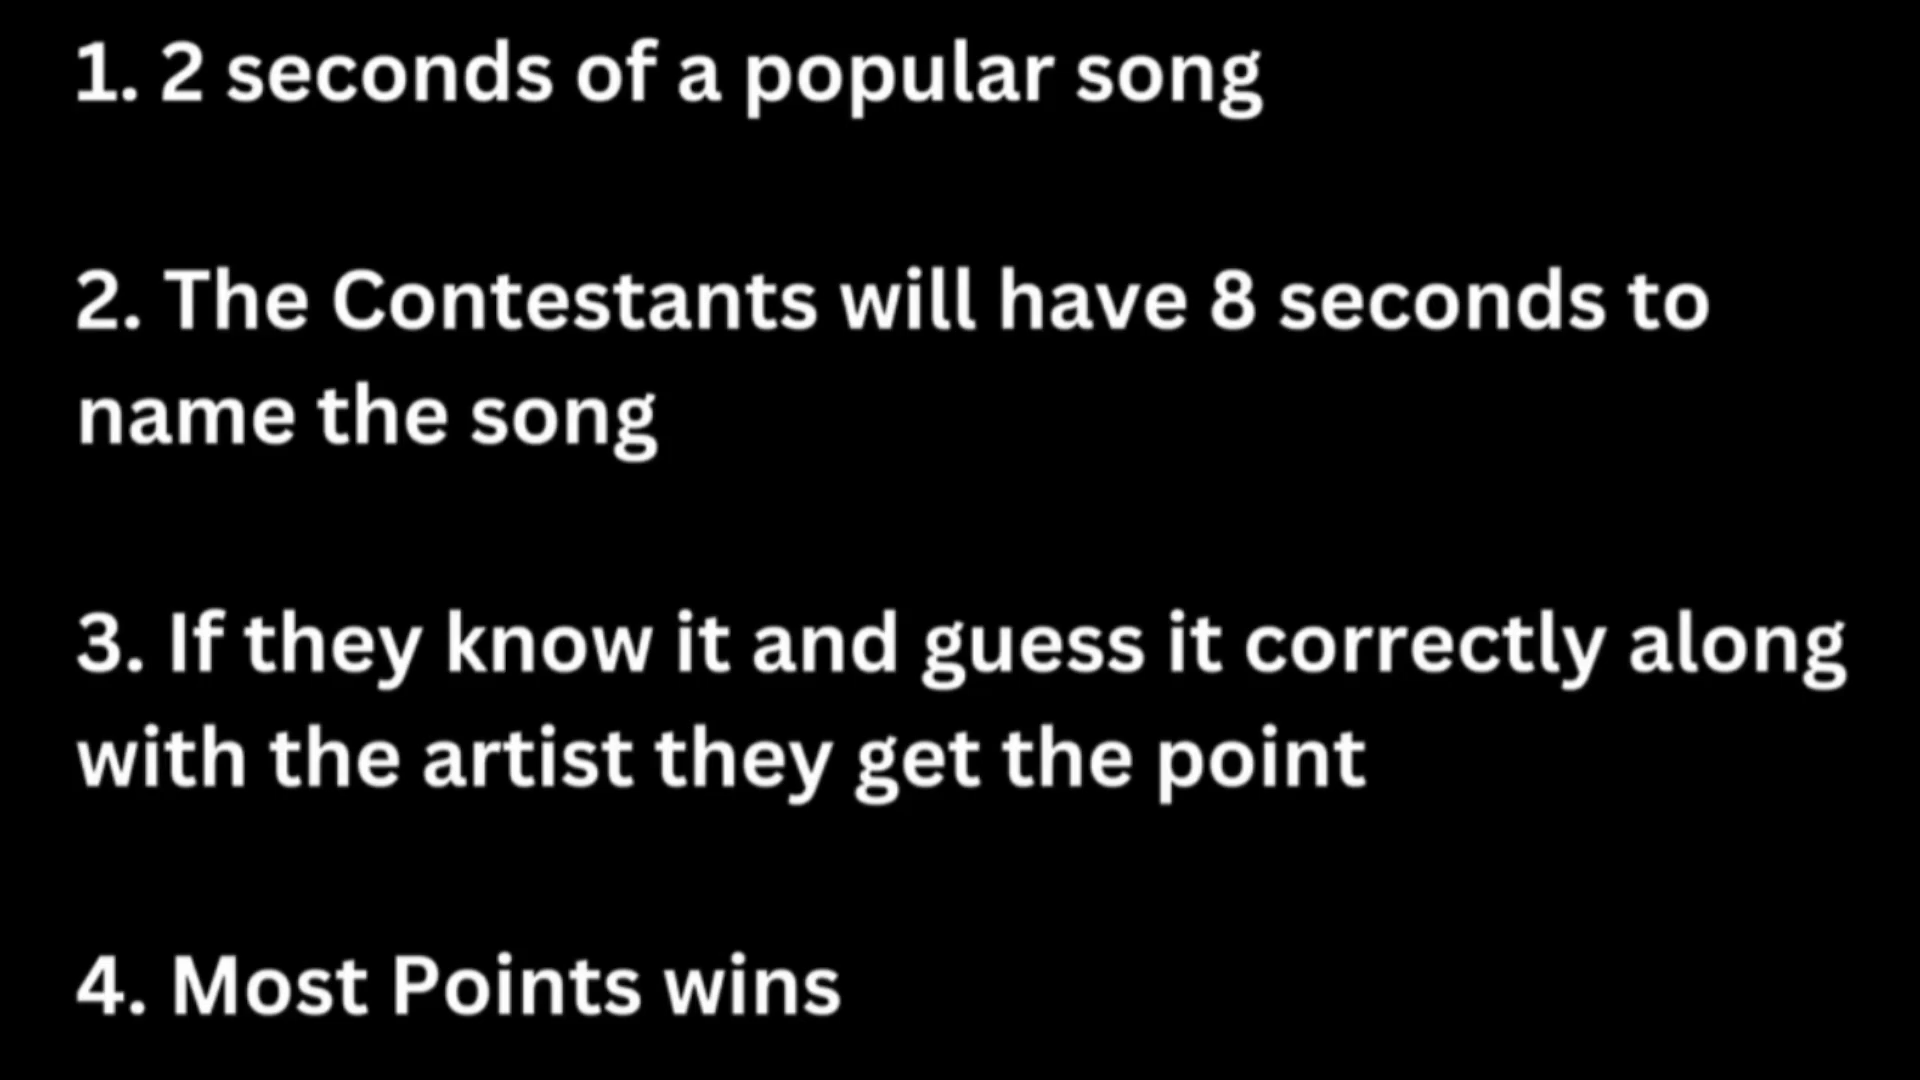 1. 2 seconds of a popular song
2. The Contestants will have 8 seconds to
name the song
3. If they know it and guess it correctly along
with the artist they get the point
4. Most Points wins